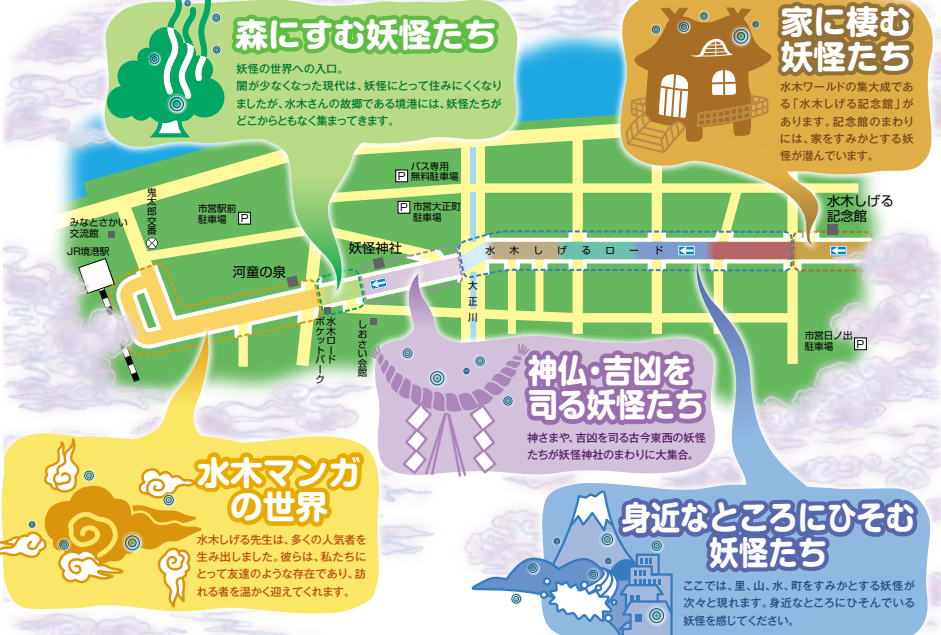 森にすむ妖怪たち
妖怪の世界への入口。
闇が少なくなった現代は、妖怪にとって住みにくくなり
ましたが、水木さんの故郷である境港には、妖怪たちが
どこからともなく集まってきます。
家に棲む
妖怪たち
水木ワールドの集大成であ
る「水木しげる記念館」が
あります。記念館のまわり
には、家をすみかとする妖
怪が潜んでいます。
バス専用
無料駐車場
P
市営大正町
駐車場
P
市営駅前
駐車場
P
鬼太郎交番
みなとさかい
交流館
JR境港駅
河童の泉
妖怪神社
水木しげるロード
水木しげる
記念館
大正川
水木ロード
ポケットパーク
しおさい会館
市営日ノ出
駐車場
P
神仏・吉凶を
司る妖怪たち
神さまや、吉凶を司る古今東西の妖怪
たちが妖怪神社のまわりに大集合。
水木マンガ
の世界
水木しげる先生は、多くの人気者を
生み出しました。彼らは、私たちに
とって友達のような存在であり、訪
れる者を温かく迎えてくれます。
身近なところにひそむ
妖怪たち
ここでは、里、山、水、町をすみかとする妖怪が
次々と現れます。身近なところにひそんでいる
妖怪を感じてください。